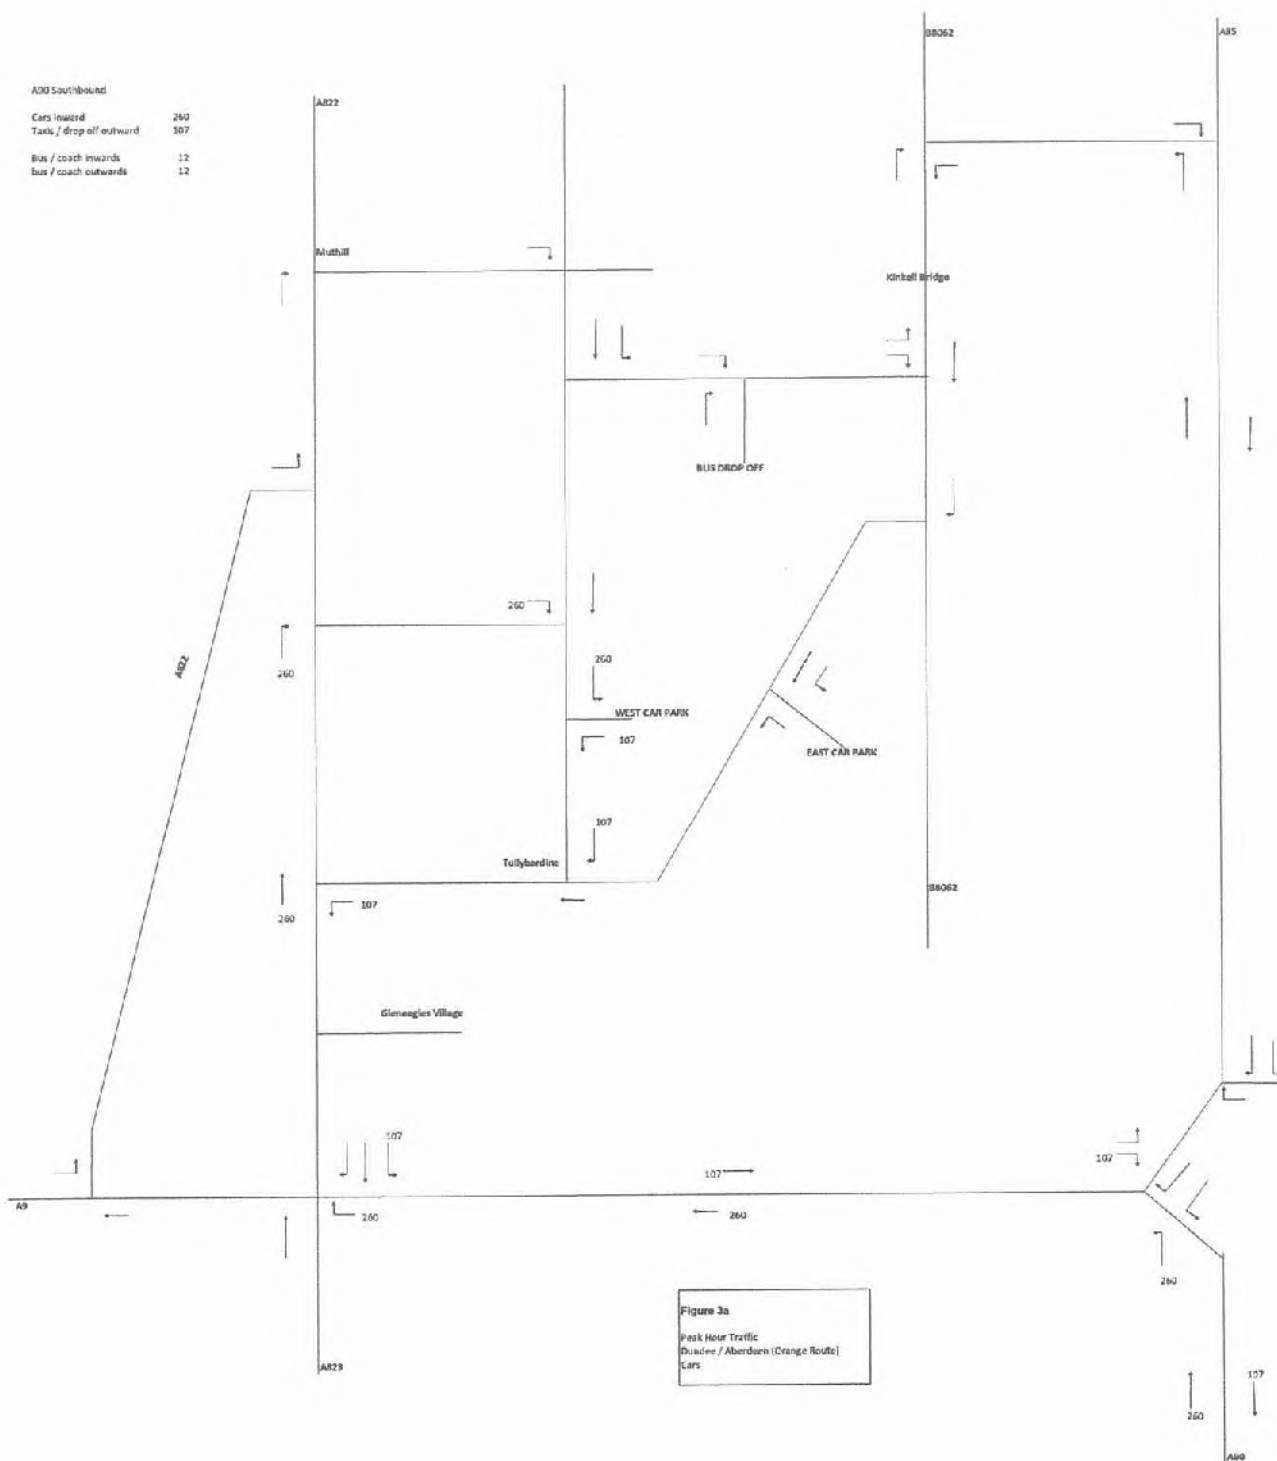 B8062
A85
A90 Southbound
A822
Cars inward 260
Taxis / drop off outward 107
Bus / coach inwards 12
bus / coach outwards 12
Muthill
Kinkell Bridge
BUS DROP OFF
260
A822
260
260
WEST CAR PARK
107
EAST CAR PARK
107
Tullybardine
B8062
107
260
Gleneagles Village
107
107
107
A9
260
260
260
Figure 3a
Peak Hour Traffic
Dundee / Aberdeen (Orange Route)
Cars
A823
107
260
A90